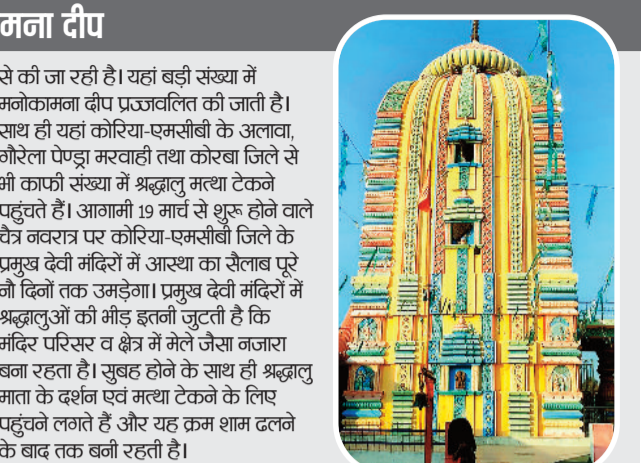 मना दीप
से की जा रही है। यहां बड़ी संख्या में
मनोकामना दीप प्रज्जवलित की जाती है।
साथ ही यहां कोरिया-एमसीबी के अलावा,
गौरेला पेण्ड्रा मरवाही तथा कोरबा जिले से
भी काफी संख्या में श्रद्धालु मत्था टेकने
पहुंचते हैं। आगामी 19 मार्च से शुरू होने वाले
चैत्र नवरात्र पर कोरिया-एमसीबी जिले के
प्रमुख देवी मंदिरों में आस्था का सैलाब पूरे
नौ दिनों तक उमड़ेगा। प्रमुख देवी मंदिरों में
श्रद्धालुओं की भीड़ इतनी जुटती है कि
मंदिर परिसर व क्षेत्र में मेले जैसा नजारा
बना रहता है। सुबह होने के साथ ही श्रद्धालु
माता के दर्शन एवं मत्था टेकने के लिए
पहुंचने लगते हैं और यह क्रम शाम ढलने
के बाद तक बनी रहती है।